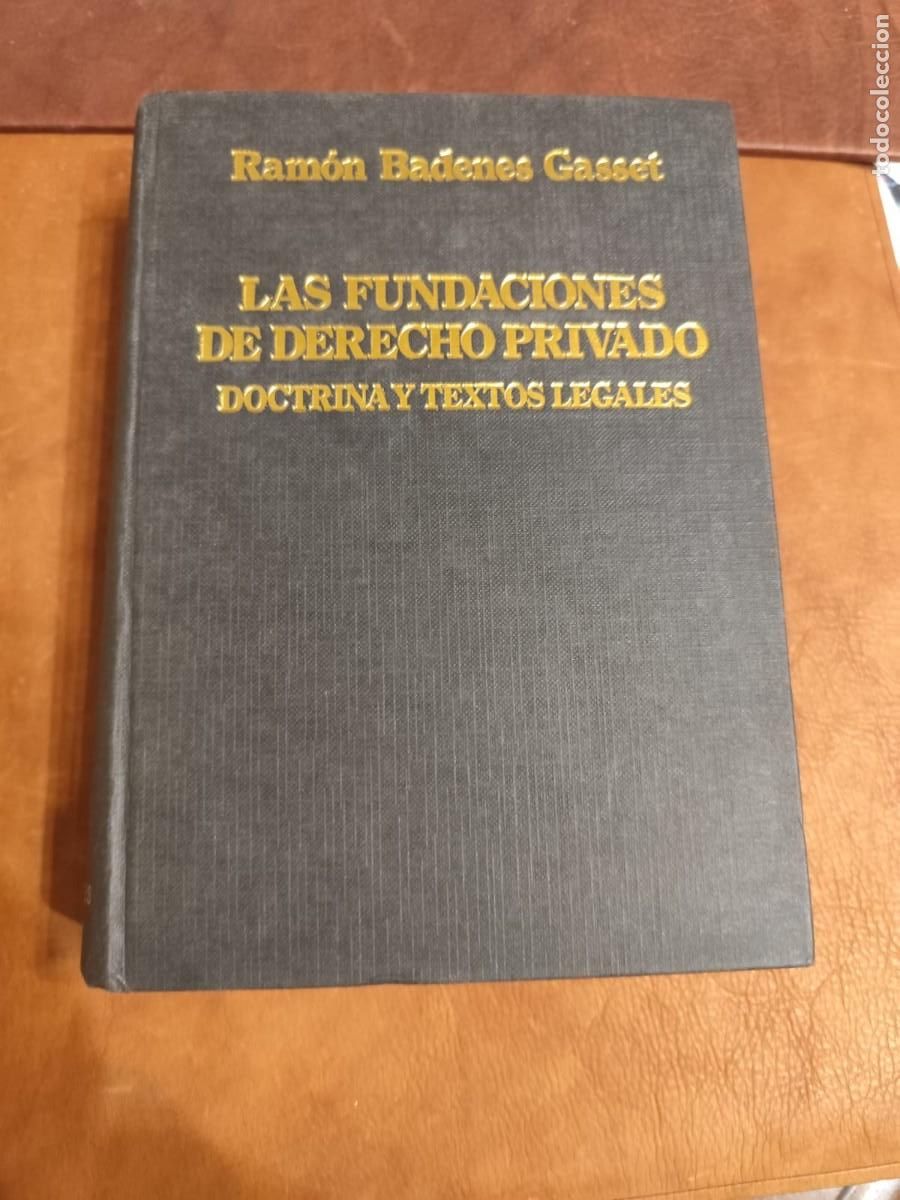 Ramón Badenes Gasset
LAS FUNDACIONES
DE DERECHO PRIVADO
DOCTRINA Y TEXTOS LEGALES
todocoleccion